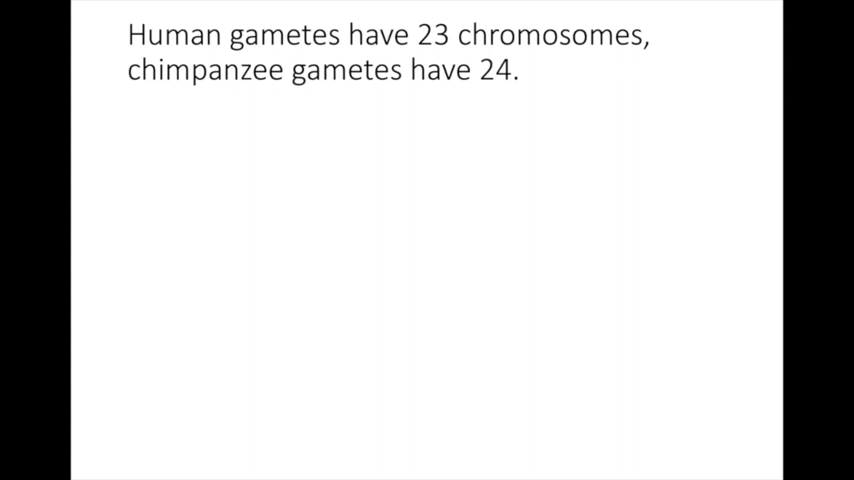 Human gametes have 23 chromosomes,
chimpanzee gametes have 24.